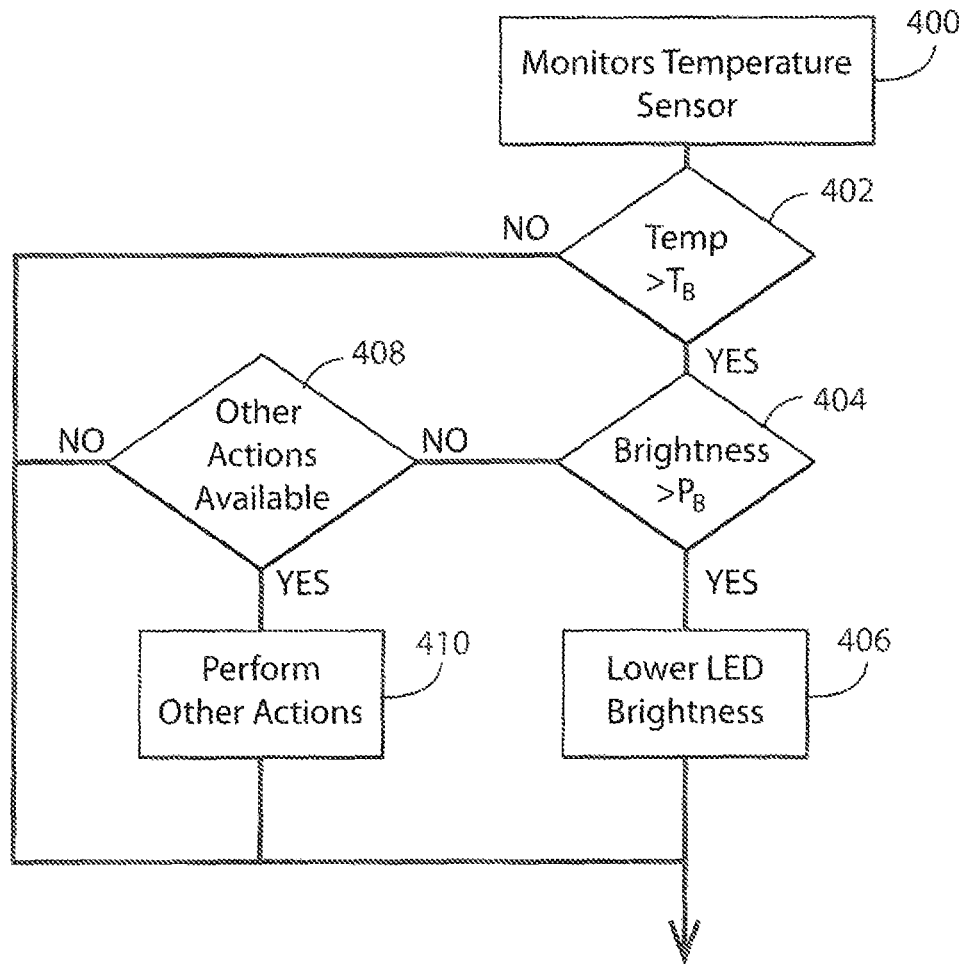 400
Monitors Temperature
Sensor
402
NO
Temp
>T_B
YES
408
404
Other
Actions
Available
NO
NO
Brightness
>P_B
YES
YES
410
406
Perform
Other Actions
Lower LED
Brightness